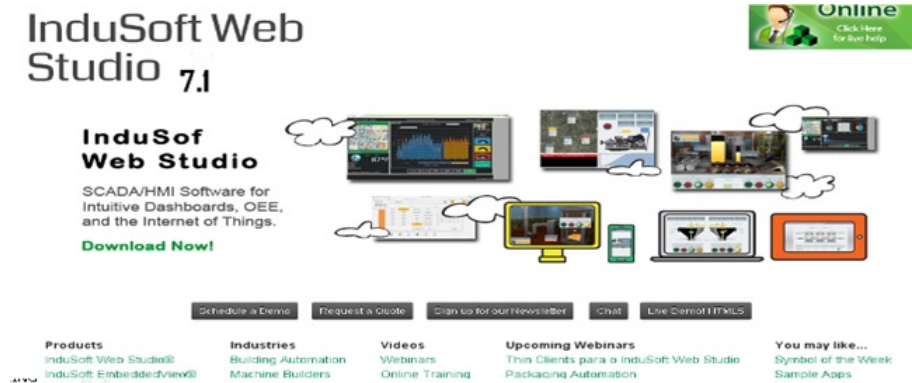 InduSoft Web
Studio 7.1
Online
Click Here
for live help
InduSof
Web Studio
SCADA/HMI Software for
Intuitive Dashboards, OEE,
and the Internet of Things.
Download Now!
Schedule a Demo
Request a Quote
Sign up for our Newsletter
Chat
Live Demo! HTML5
Products
InduSoft Web Studio®
InduSoft EmbeddedView®
Industries
Building Automation
Machine Builders
Videos
Webinars
Online Training
Upcoming Webinars
Thin Clients para o InduSoft Web Studio
Packaging Automation
You may like...
Symbol of the Week
Sample Apps